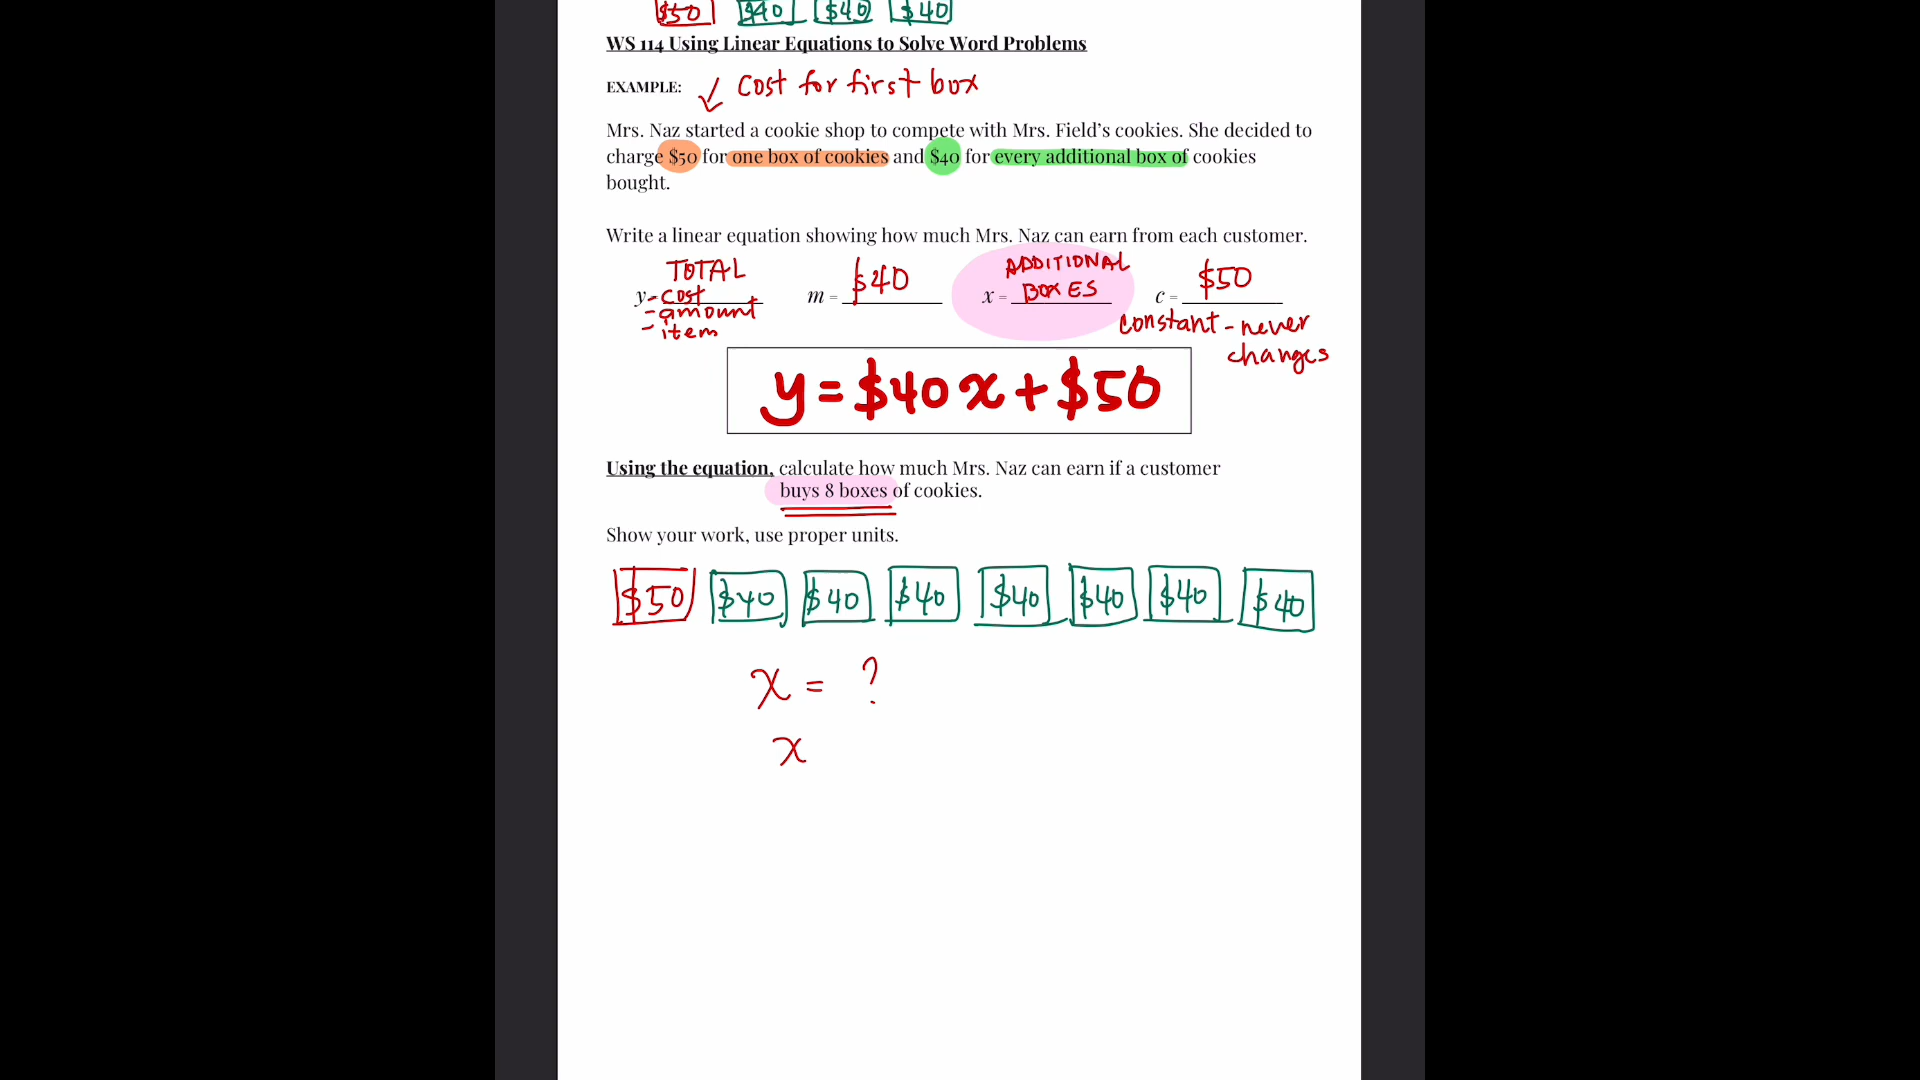 $50 $40 $40 $40
WS 114 Using Linear Equations to Solve Word Problems
EXAMPLE: cost for first box
Mrs. Naz started a cookie shop to compete with Mrs. Field's cookies. She decided to
charge $50 for one box of cookies and $40 for every additional box of cookies
bought.
Write a linear equation showing how much Mrs. Naz can earn from each customer.
y = TOTAL
- cost
- amount
- item
m = $40
x = ADDITIONAL
BOXES
c = $50
constant - never
changes
y = $40x + $50
Using the equation, calculate how much Mrs. Naz can earn if a customer
buys 8 boxes of cookies.
Show your work, use proper units.
$50 $40 $40 $40 $40 $40 $40 $40
x = ?
x